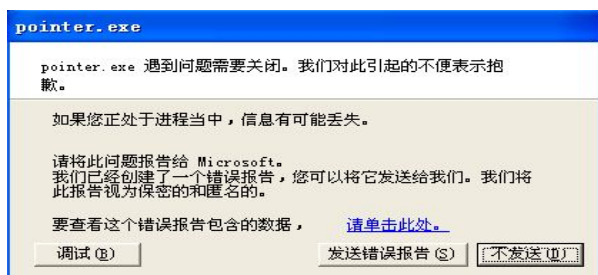 pointer.exe
pointer.exe 遇到问题需要关闭。我们对此引起的不便表示抱
歉。
如果您正处于进程当中，信息有可能丢失。
请将此问题报告给 Microsoft。
我们已经创建了一个错误报告，您可以将它发送给我们。我们将
此报告视为保密的和匿名的。
要查看这个错误报告包含的数据， 请单击此处。
调试(B) 发送错误报告(S) 不发送(D)